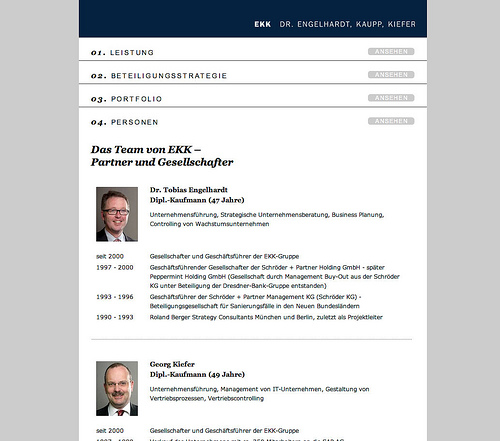 EKK DR. ENGELHARDT, KAUPP, KIEFER
01. LEISTUNG ANSEHEN
02. BETEILIGUNGSSTRATEGIE ANSEHEN
03. PORTFOLIO ANSEHEN
04. PERSONEN ANSEHEN
Das Team von EKK –
Partner und Gesellschafter
Dr. Tobias Engelhardt
Dipl.-Kaufmann (47 Jahre)
Unternehmensführung, Strategische Unternehmensberatung, Business Planung,
Controlling von Wachstumsunternehmen
seit 2000 Gesellschafter und Geschäftsführer der EKK-Gruppe
1997 - 2000 Geschäftsführender Gesellschafter der Schröder + Partner Holding GmbH - später
Peppermint Holding GmbH (Gesellschaft durch Management Buy-Out aus der Schröder
KG unter Beteiligung der Dresdner-Bank-Gruppe entstanden)
1993 - 1996 Geschäftsführer der Schröder + Partner Management KG (Schröder KG) -
Beteiligungsgesellschaft für Sanierungsfälle in den Neuen Bundesländern
1990 - 1993 Roland Berger Strategy Consultants München und Berlin, zuletzt als Projektleiter
Georg Kiefer
Dipl.-Kaufmann (49 Jahre)
Unternehmensführung, Management von IT-Unternehmen, Gestaltung von
Vertriebsprozessen, Vertriebscontrolling
seit 2000 Gesellschafter und Geschäftsführer der EKK-Gruppe